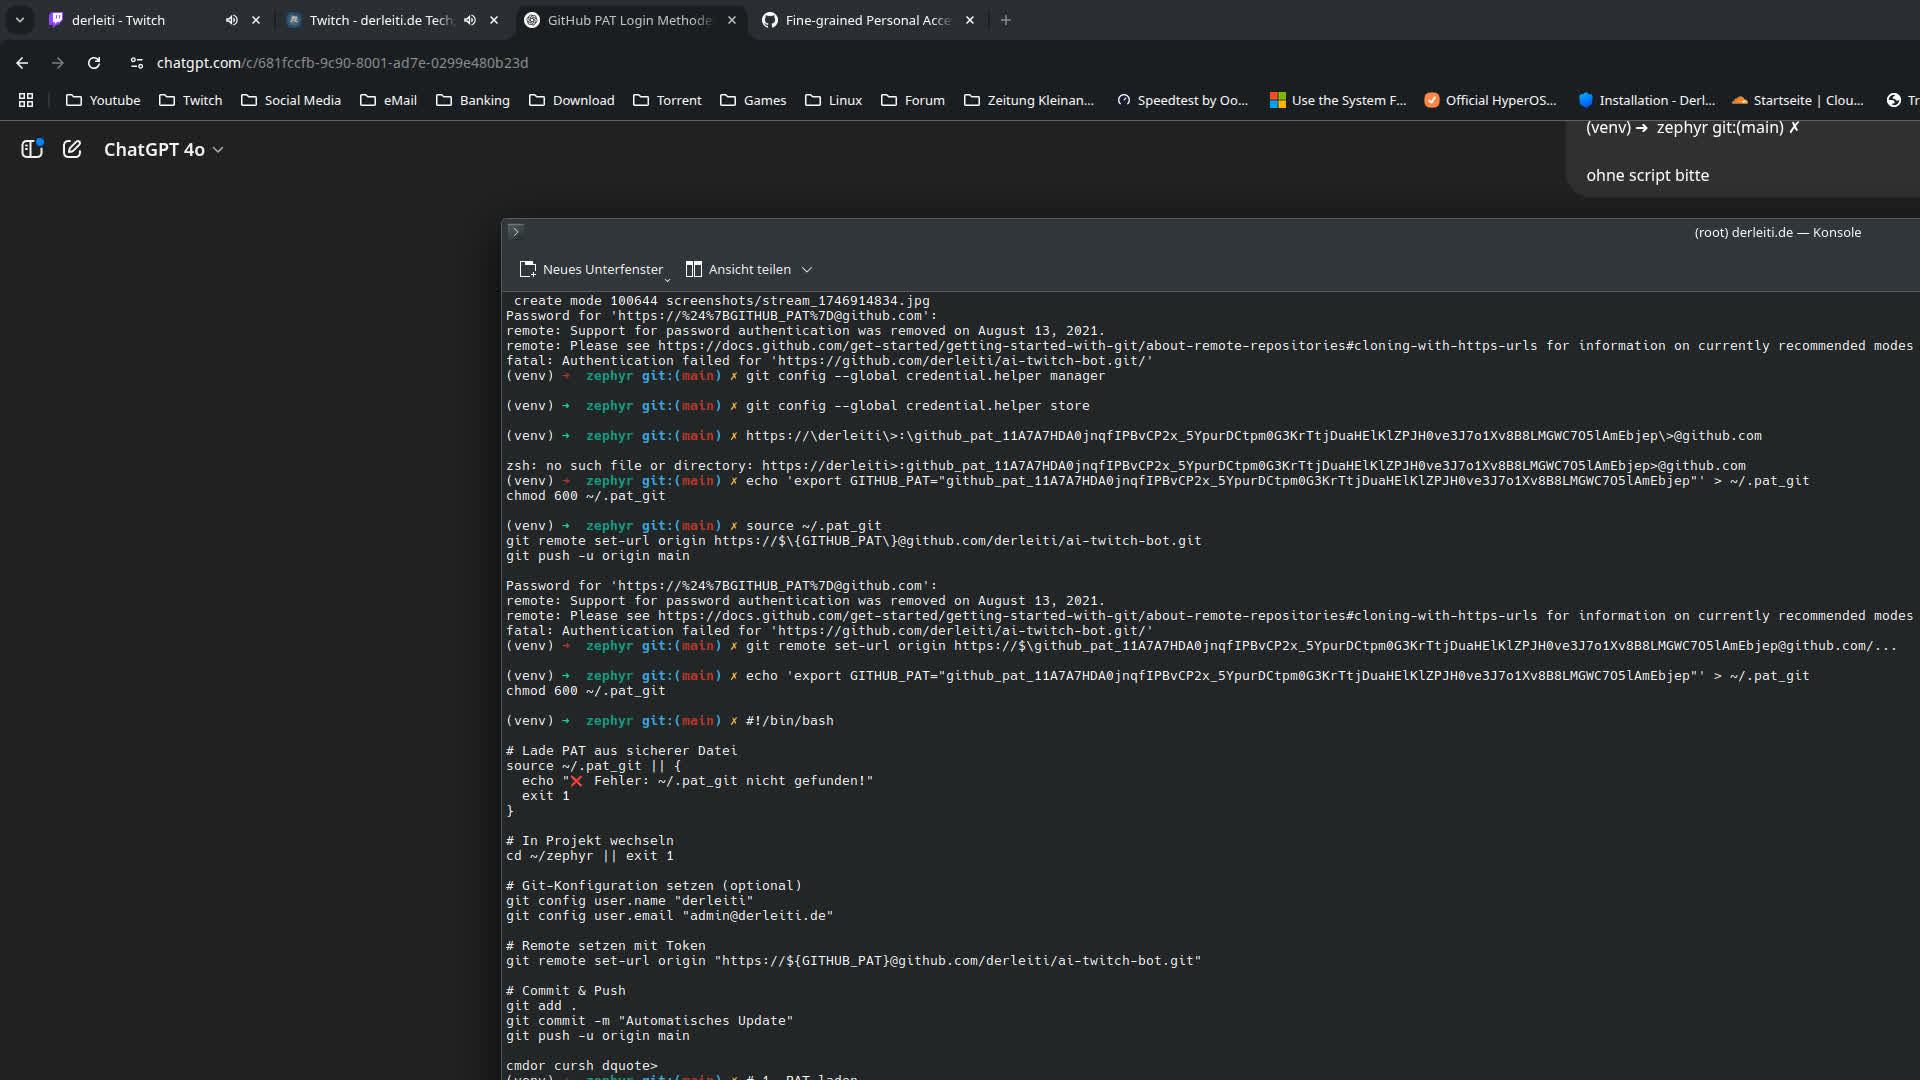 derleiti - Twitch
Twitch - derleiti.de Tech
GitHub PAT Login Methode
Fine-grained Personal Acce
chatgpt.com/c/681fccfb-9c90-8001-ad7e-0299e480b23d
Youtube
Twitch
Social Media
eMail
Banking
Download
Torrent
Games
Linux
Forum
Zeitung Kleinan...
Speedtest by Oo...
Use the System F...
Official HyperOS...
Installation - Derl...
Startseite | Clou...
Tr
(venv) ➜ zephyr git:(main) ✗
ChatGPT 4o
ohne script bitte
(root) derleiti.de — Konsole
Neues Unterfenster
Ansicht teilen
create mode 100644 screenshots/stream_1746914834.jpg
Password for 'https://%24%7BGITHUB_PAT%7D@github.com':
remote: Support for password authentication was removed on August 13, 2021.
remote: Please see https://docs.github.com/get-started/getting-started-with-git/about-remote-repositories#cloning-with-https-urls for information on currently recommended modes
fatal: Authentication failed for 'https://github.com/derleiti/ai-twitch-bot.git/'
(venv) ➜ zephyr git:(main) ✗ git config --global credential.helper manager
(venv) ➜ zephyr git:(main) ✗ git config --global credential.helper store
(venv) ➜ zephyr git:(main) ✗ https://\derleiti\>:\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\>@github.com
zsh: no such file or directory: https://derleiti>: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>@github.com
(venv) ➜ zephyr git:(main) ✗ echo 'export GITHUB_PAT="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"' > ~/.pat_git
chmod 600 ~/.pat_git
(venv) ➜ zephyr git:(main) ✗ source ~/.pat_git
git remote set-url origin https://$\{GITHUB_PAT\}@github.com/derleiti/ai-twitch-bot.git
git push -u origin main
Password for 'https://%24%7BGITHUB_PAT%7D@github.com':
remote: Support for password authentication was removed on August 13, 2021.
remote: Please see https://docs.github.com/get-started/getting-started-with-git/about-remote-repositories#cloning-with-https-urls for information on currently recommended modes
fatal: Authentication failed for 'https://github.com/derleiti/ai-twitch-bot.git/'
(venv) ➜ zephyr git:(main) ✗ git remote set-url origin https://$\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@github.com/...
(venv) ➜ zephyr git:(main) ✗ echo 'export GITHUB_PAT="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"' > ~/.pat_git
chmod 600 ~/.pat_git
(venv) ➜ zephyr git:(main) ✗ #!/bin/bash
# Lade PAT aus sicherer Datei
source ~/.pat_git || {
echo "❌ Fehler: ~/.pat_git nicht gefunden!"
exit 1
}
# In Projekt wechseln
cd ~/zephyr || exit 1
# Git-Konfiguration setzen (optional)
git config user.name "derleiti"
git config user.email "admin@derleiti.de"
# Remote setzen mit Token
git remote set-url origin "https://${GITHUB_PAT}@github.com/derleiti/ai-twitch-bot.git"
# Commit & Push
git add .
git commit -m "Automatisches Update"
git push -u origin main
cmdor cursh dquote>
(venv) ➜ zephyr git:(main) ✗ # 1. PAT laden